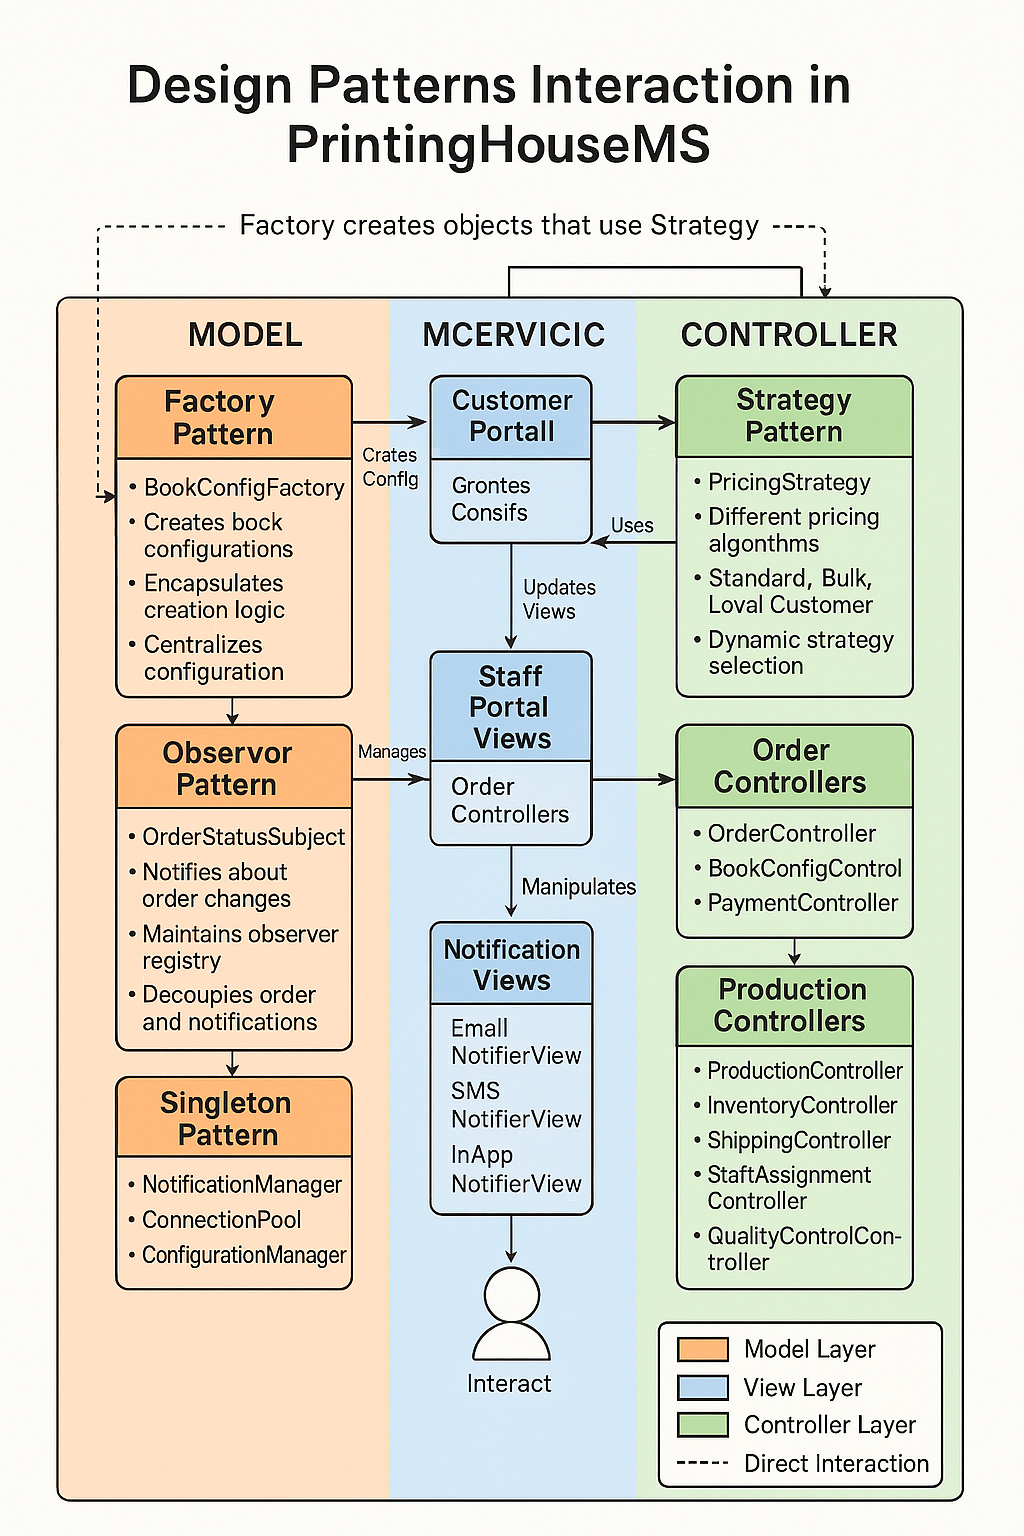 Design Patterns Interaction in
PrintingHouseMS
Factory creates objects that use Strategy
MODEL
MCERVICIC
CONTROLLER
Factory
Pattern
• BookConfigFactory
• Creates bock
configurations
• Encapsulates
creation logic
• Centralizes
configuration
Crates
Conflg
Customer
Portall
Grontes
Consifs
Uses
Updates
Views
Strategy
Pattern
• PricingStrategy
• Different pricing
algonthms
• Standard, Bulk,
Loval Customer
• Dynamic strategy
selection
Observor
Pattern
• OrderStatusSubject
• Notifies about
order changes
• Maintains observer
registry
• Decoupies order
and notifications
Manages
Staff
Portal
Views
Order
Controllers
Manipulates
Order
Controllers
• OrderController
• BookConfigControl
• PaymentController
Singleton
Pattern
• NotificationManager
• ConnectionPool
• ConfigurationManager
Notification
Views
Emall
NotifierView
SMS
NotifierView
InApp
NotifierView
Interact
Production
Controllers
• ProductionController
• InventoryController
• ShippingController
• StaftAssignment
Controller
• QualityControlCon-
troller
Model Layer
View Layer
Controller Layer
Direct Interaction